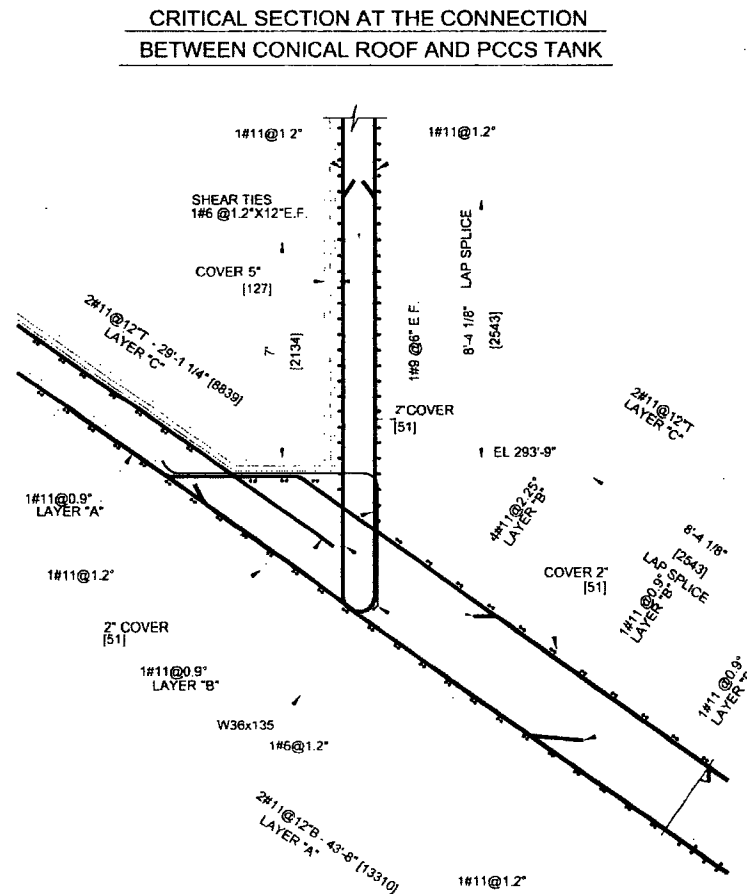 CRITICAL SECTION AT THE CONNECTION
BETWEEN CONICAL ROOF AND PCCS TANK
1#11@1.2°
1#11@1.2°
SHEAR TIES
1#6 @1.2°X12"E.F.
COVER 5"
[127]
7'
[2134]
1#9 @6" E.F.
8'-4 1/8" LAP SPLICE
[2543]
2#11@12"T - 29'-1 1/4" [8839]
LAYER "C"
2" COVER
[51]
EL 293'-9"
2#11@12"T
LAYER "C"
4#11@2.25°
LAYER "B"
1#11@0.9°
LAYER "A"
1#11@1.2°
COVER 2"
[51]
8'-4 1/8"
[2543]
LAP SPLICE
1#11 @0.9°
LAYER "B"
2" COVER
[51]
1#11@0.9°
LAYER "B"
1#11 @0.9°
LAYER
W36x135
1#6@1.2°
2#11@12"B - 43'-8" [13310]
LAYER "A"
1#11@1.2°